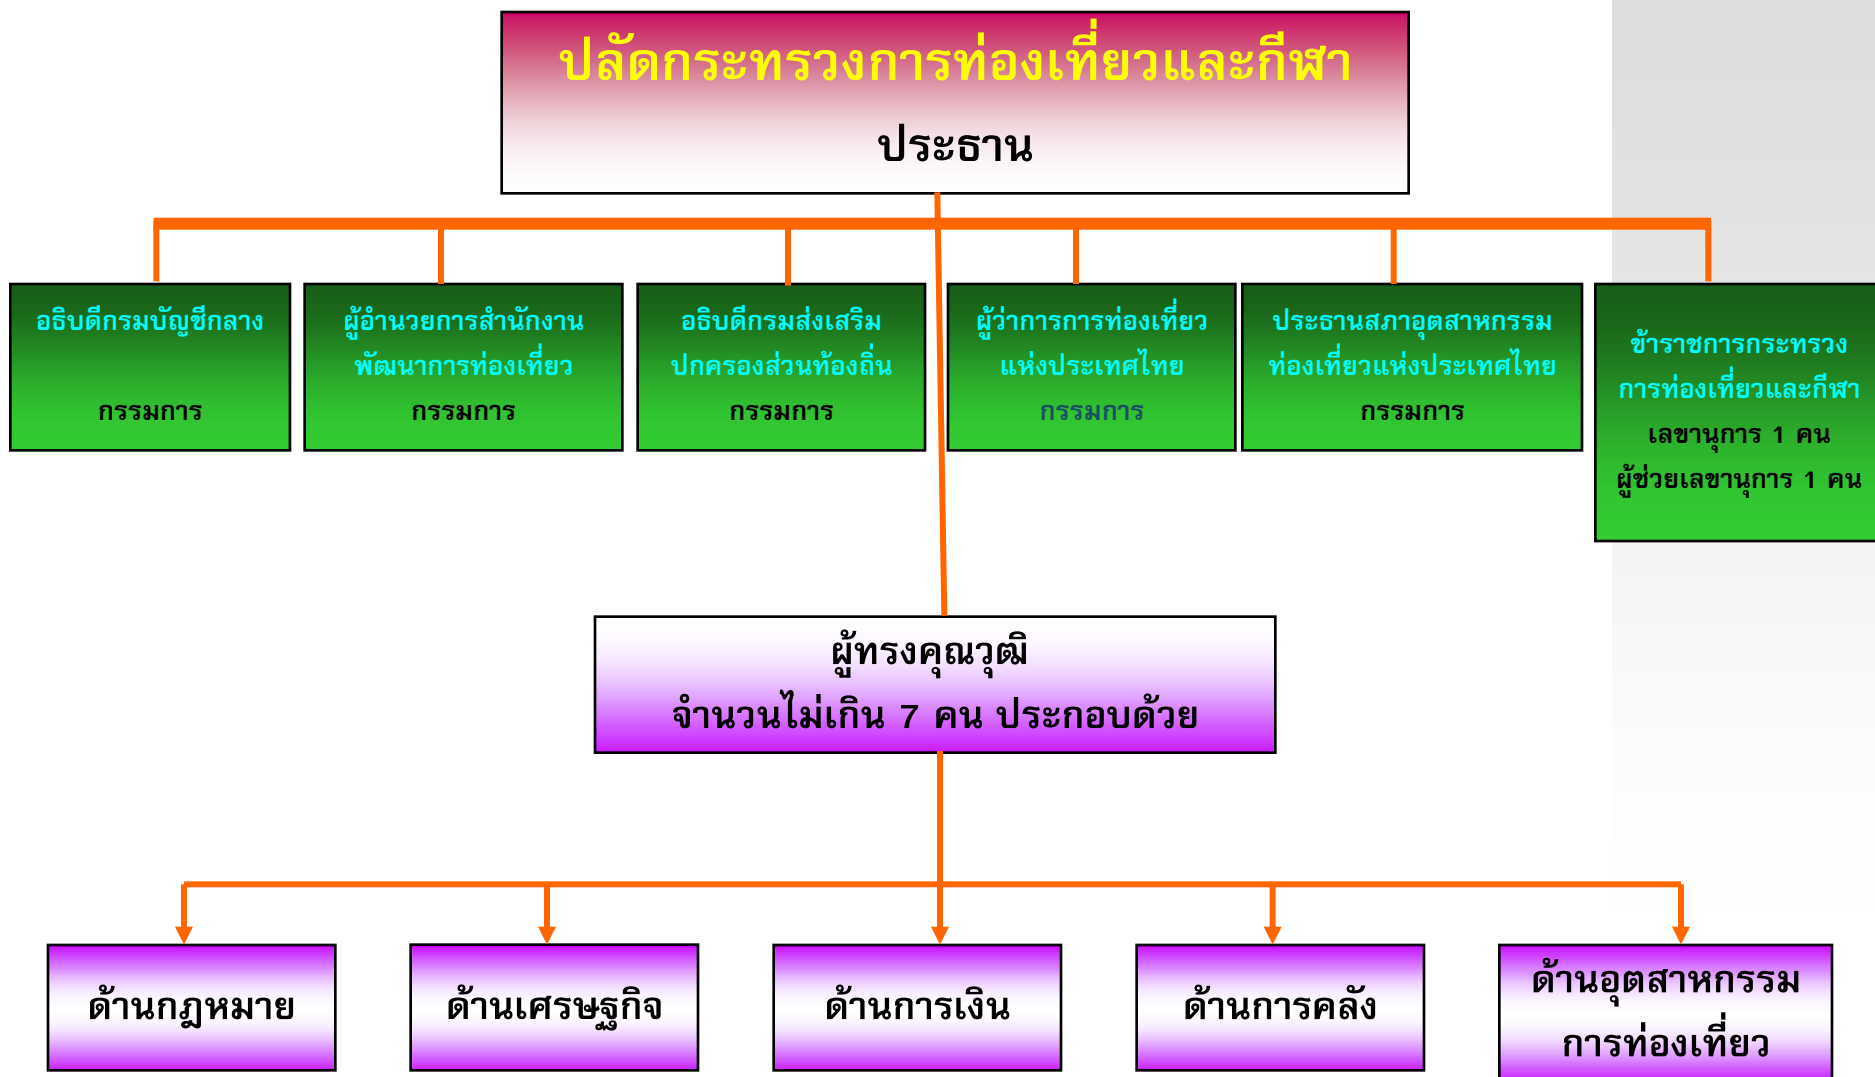 ปลัดกระทรวงการท่องเที่ยวและกีฬา
ประธาน
อธิบดีกรมบัญชีกลาง
กรรมการ
ผู้อำนวยการสำนักงาน
พัฒนาการท่องเที่ยว
กรรมการ
อธิบดีกรมส่งเสริม
ปกครองส่วนท้องถิ่น
กรรมการ
ผู้ว่าการการท่องเที่ยว
แห่งประเทศไทย
กรรมการ
ประธานสภาอุตสาหกรรม
ท่องเที่ยวแห่งประเทศไทย
กรรมการ
ข้าราชการกระทรวง
การท่องเที่ยวและกีฬา
เลขานุการ 1 คน
ผู้ช่วยเลขานุการ 1 คน
ผู้ทรงคุณวุฒิ
จำนวนไม่เกิน 7 คน ประกอบด้วย
ด้านกฎหมาย
ด้านเศรษฐกิจ
ด้านการเงิน
ด้านการคลัง
ด้านอุตสาหกรรม
การท่องเที่ยว